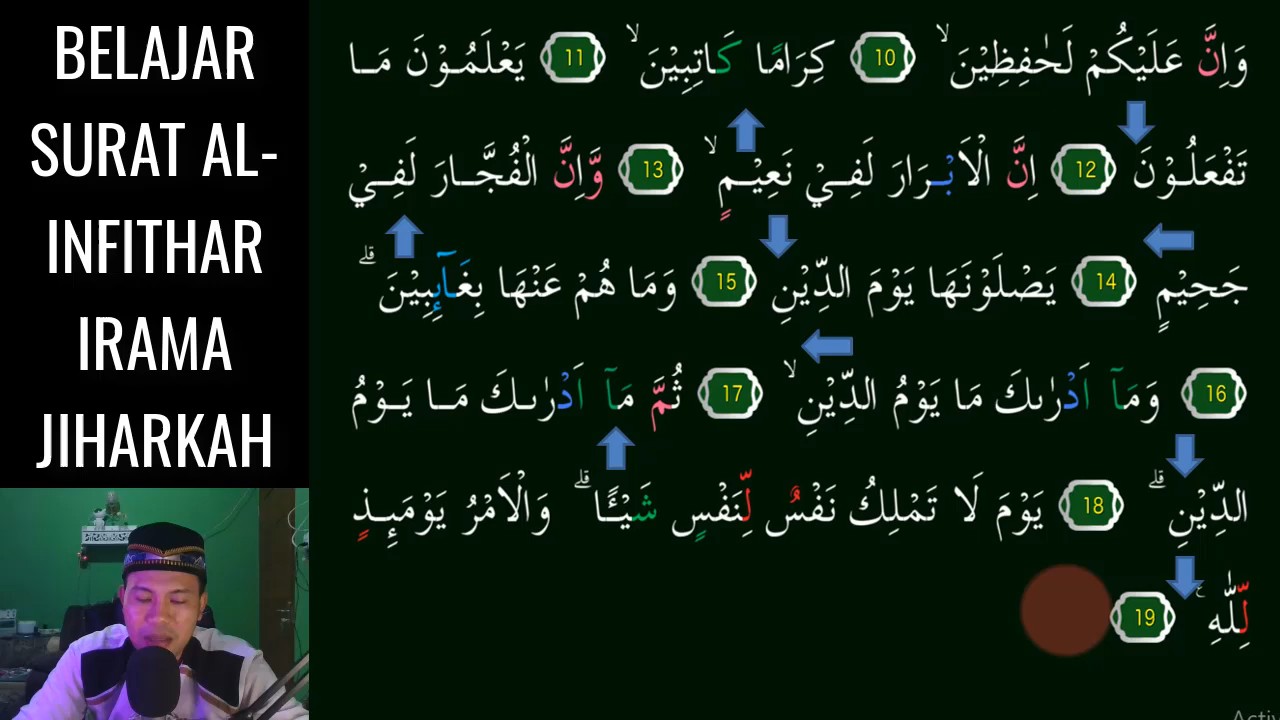 BELAJAR
SURAT AL-
INFITHAR
IRAMA
JIHARKAH
وَاِنَّ عَلَيْكُمْ لَحٰفِظِيْنَ ۙ 10 كِرَامًا كَاتِبِيْنَ ۙ 11 يَعْلَمُوْنَ مَا
تَفْعَلُوْنَ 12 اِنَّ الْاَبْرَارَ لَفِيْ نَعِيْمٍ ۙ 13 وَّاِنَّ الْفُجَّارَ لَفِيْ
جَحِيْمٍ 14 يَصْلَوْنَهَا يَوْمَ الدِّيْنِ 15 وَمَا هُمْ عَنْهَا بِغَاۤىِٕبِيْنَ ۗ
16 وَمَآ اَدْرٰىكَ مَا يَوْمُ الدِّيْنِ ۙ 17 ثُمَّ مَآ اَدْرٰىكَ مَا يَوْمُ
الدِّيْنِ ۗ 18 يَوْمَ لَا تَمْلِكُ نَفْسٌ لِّنَفْسٍ شَيْـًٔا ۗ وَالْاَمْرُ يَوْمَىِٕذٍ
لِّلّٰهِ ࣖ 19